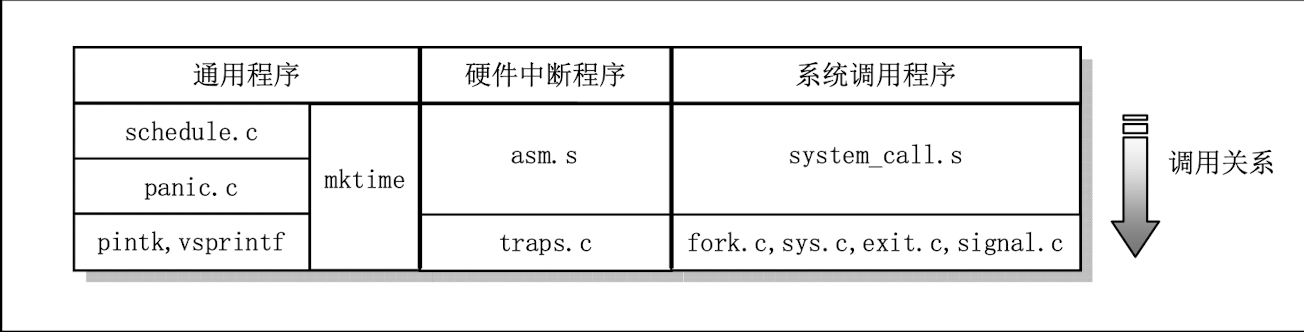 通用程序 硬件中断程序 系统调用程序
schedule.c
panic.c
mktime
asm.s
system_call.s
调用关系
pintk,vsprintf
traps.c
fork.c,sys.c,exit.c,signal.c